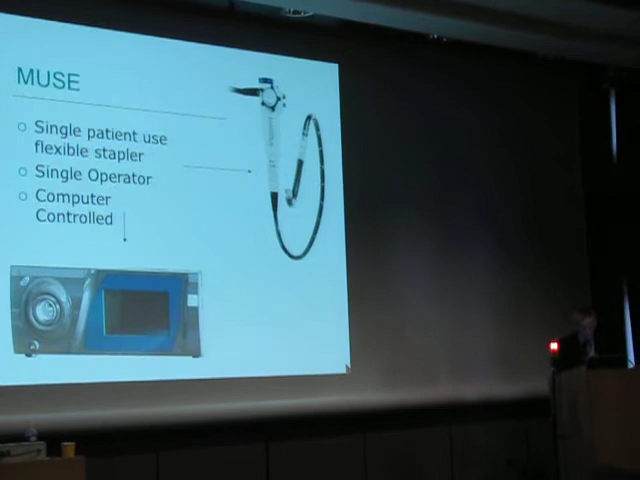 MUSE
Single patient use
flexible stapler
Single Operator
Computer
Controlled